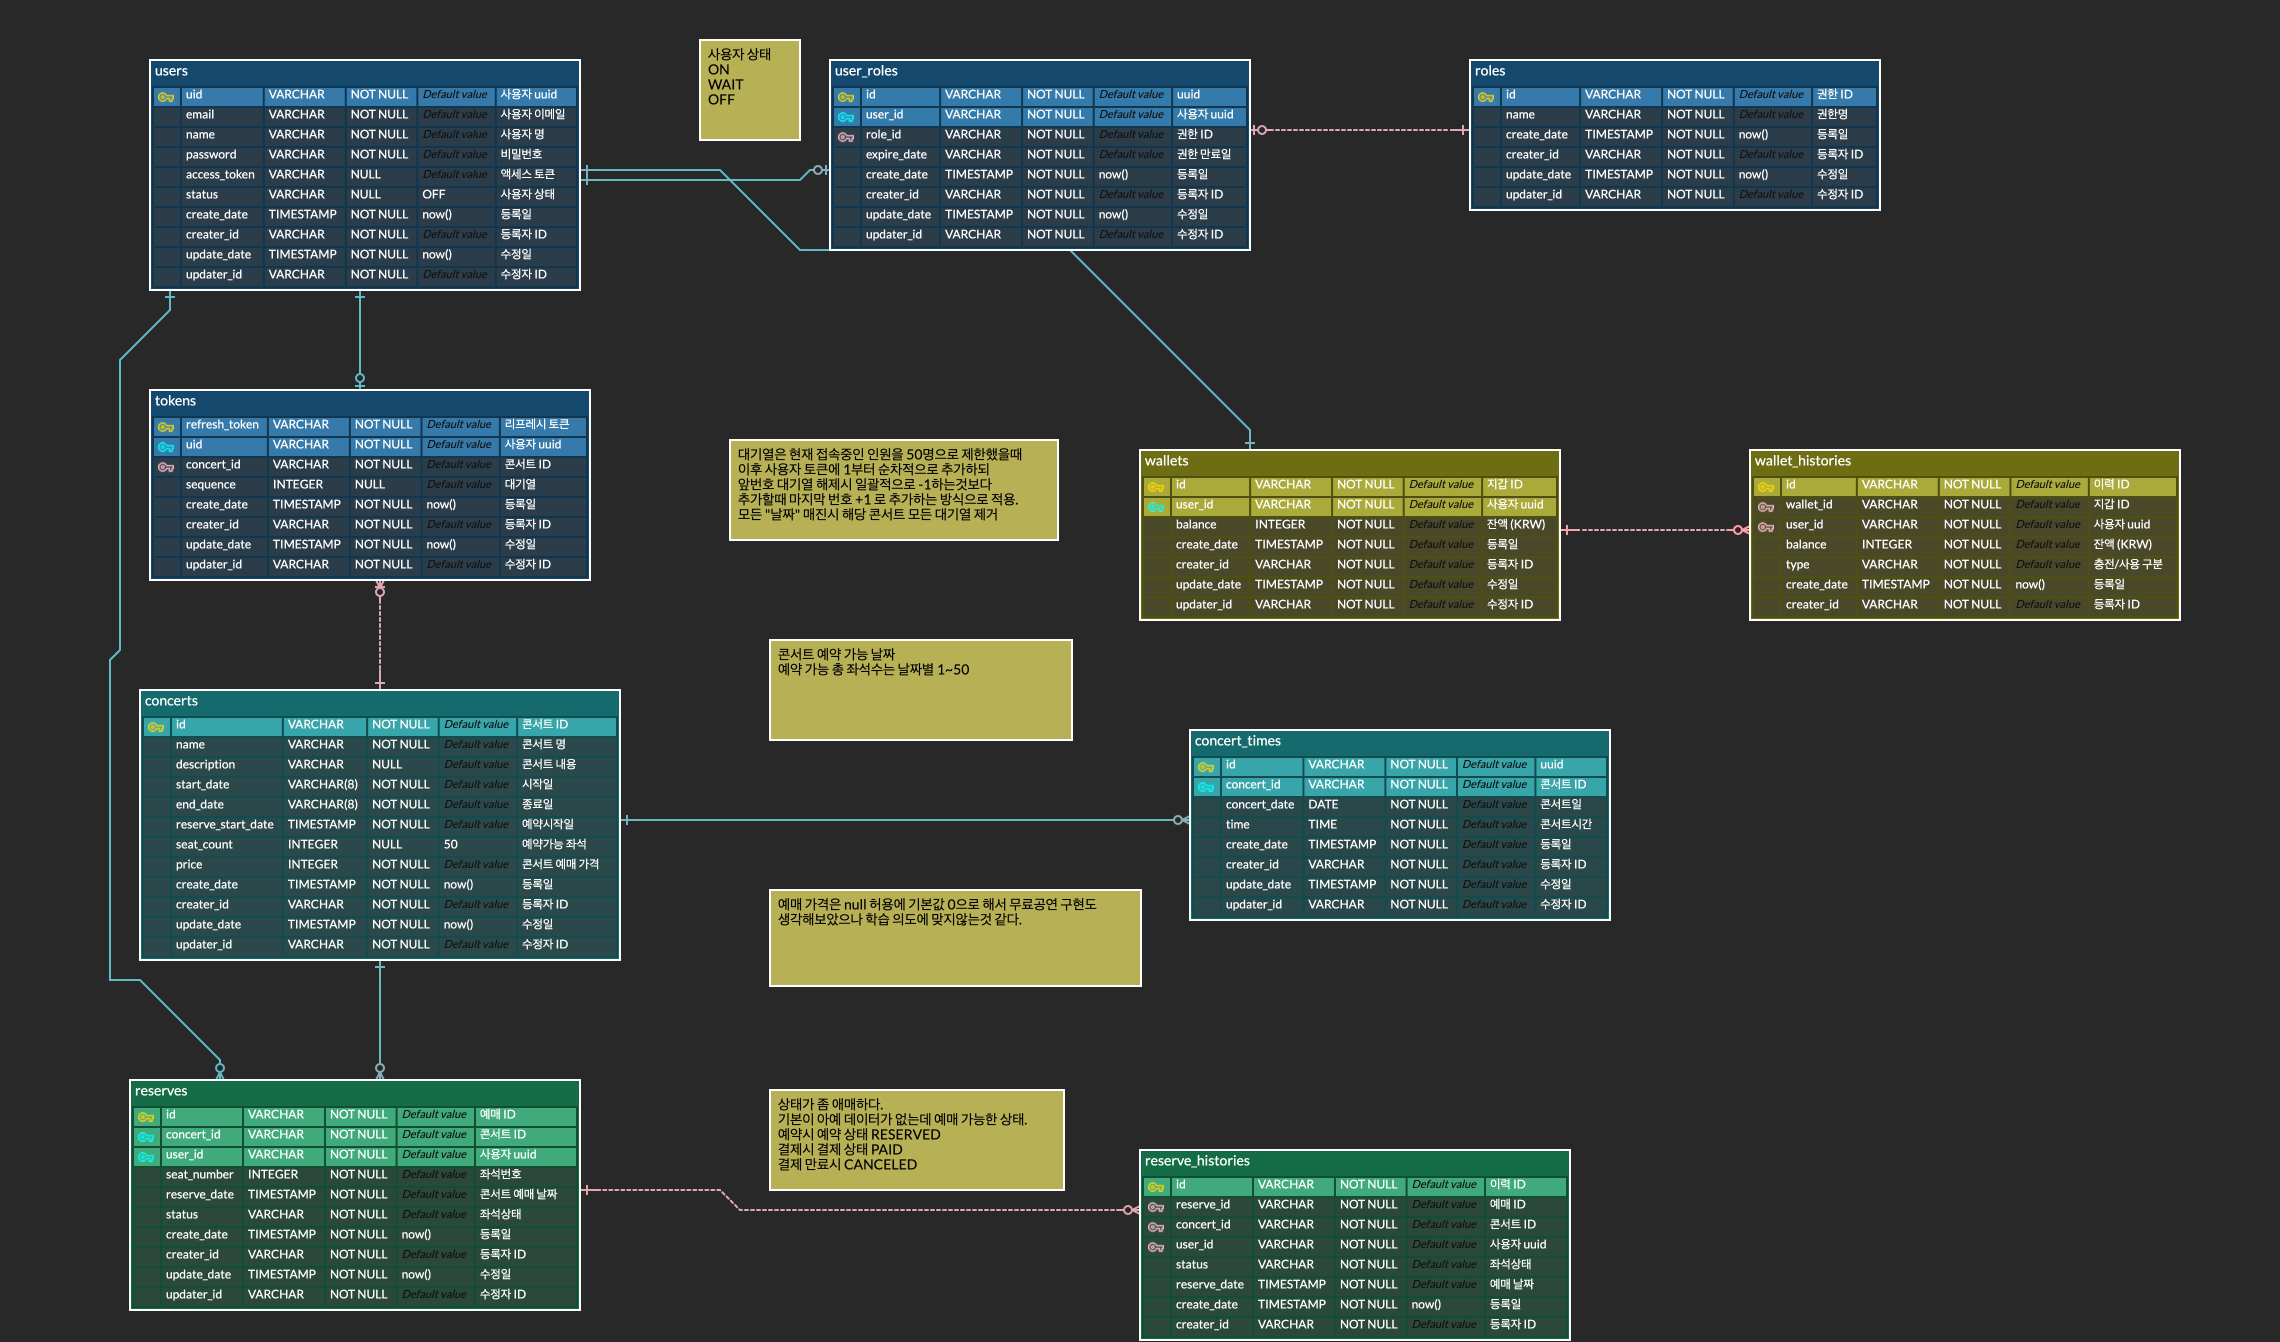 users
uid VARCHAR NOT NULL Default value 사용자 uuid
email VARCHAR NOT NULL Default value 사용자 이메일
name VARCHAR NOT NULL Default value 사용자 명
password VARCHAR NOT NULL Default value 비밀번호
access_token VARCHAR NULL Default value 액세스 토큰
status VARCHAR NULL OFF 사용자 상태
create_date TIMESTAMP NOT NULL now() 등록일
creater_id VARCHAR NOT NULL Default value 등록자 ID
update_date TIMESTAMP NOT NULL now() 수정일
updater_id VARCHAR NOT NULL Default value 수정자 ID
사용자 상태
ON
WAIT
OFF
user_roles
id VARCHAR NOT NULL Default value uuid
user_id VARCHAR NOT NULL Default value 사용자 uuid
role_id VARCHAR NOT NULL Default value 권한 ID
expire_date VARCHAR NOT NULL Default value 권한 만료일
create_date TIMESTAMP NOT NULL now() 등록일
creater_id VARCHAR NOT NULL Default value 등록자 ID
update_date TIMESTAMP NOT NULL now() 수정일
updater_id VARCHAR NOT NULL Default value 수정자 ID
roles
id VARCHAR NOT NULL Default value 권한 ID
name VARCHAR NOT NULL Default value 권한명
create_date TIMESTAMP NOT NULL now() 등록일
creater_id VARCHAR NOT NULL Default value 등록자 ID
update_date TIMESTAMP NOT NULL now() 수정일
updater_id VARCHAR NOT NULL Default value 수정자 ID
tokens
refresh_token VARCHAR NOT NULL Default value 리프레시 토큰
uid VARCHAR NOT NULL Default value 사용자 uuid
concert_id VARCHAR NOT NULL Default value 콘서트 ID
sequence INTEGER NULL Default value 대기열
create_date TIMESTAMP NOT NULL now() 등록일
creater_id VARCHAR NOT NULL Default value 등록자 ID
update_date TIMESTAMP NOT NULL now() 수정일
updater_id VARCHAR NOT NULL Default value 수정자 ID
대기열은 현재 접속중인 인원을 50명으로 제한했을때
이후 사용자 토큰에 1부터 순차적으로 추가하되
앞번호 대기열 해제시 일괄적으로 -1하는것보다
추가할때 마지막 번호 +1 로 추가하는 방식으로 적용.
모든 "날짜" 매진시 해당 콘서트 모든 대기열 제거
wallets
id VARCHAR NOT NULL Default value 지갑 ID
user_id VARCHAR NOT NULL Default value 사용자 uuid
balance INTEGER NOT NULL Default value 잔액 (KRW)
create_date TIMESTAMP NOT NULL Default value 등록일
creater_id VARCHAR NOT NULL Default value 등록자 ID
update_date TIMESTAMP NOT NULL Default value 수정일
updater_id VARCHAR NOT NULL Default value 수정자 ID
wallet_histories
id VARCHAR NOT NULL Default value 이력 ID
wallet_id VARCHAR NOT NULL Default value 지갑 ID
user_id VARCHAR NOT NULL Default value 사용자 uuid
balance INTEGER NOT NULL Default value 잔액 (KRW)
type VARCHAR NOT NULL Default value 충전/사용 구분
create_date TIMESTAMP NOT NULL now() 등록일
creater_id VARCHAR NOT NULL Default value 등록자 ID
콘서트 예약 가능 날짜
예약 가능 총 좌석수는 날짜별 1~50
concerts
id VARCHAR NOT NULL Default value 콘서트 ID
name VARCHAR NOT NULL Default value 콘서트 명
description VARCHAR NULL Default value 콘서트 내용
start_date VARCHAR(8) NOT NULL Default value 시작일
end_date VARCHAR(8) NOT NULL Default value 종료일
reserve_start_date TIMESTAMP NOT NULL Default value 예약시작일
seat_count INTEGER NULL 50 예약가능 좌석
price INTEGER NOT NULL Default value 콘서트 예매 가격
create_date TIMESTAMP NOT NULL now() 등록일
creater_id VARCHAR NOT NULL Default value 등록자 ID
update_date TIMESTAMP NOT NULL now() 수정일
updater_id VARCHAR NOT NULL Default value 수정자 ID
concert_times
id VARCHAR NOT NULL Default value uuid
concert_id VARCHAR NOT NULL Default value 콘서트 ID
concert_date DATE NOT NULL Default value 콘서트일
time TIME NOT NULL Default value 콘서트시간
create_date TIMESTAMP NOT NULL Default value 등록일
creater_id VARCHAR NOT NULL Default value 등록자 ID
update_date TIMESTAMP NOT NULL Default value 수정일
updater_id VARCHAR NOT NULL Default value 수정자 ID
예매 가격은 null 허용에 기본값 0으로 해서 무료공연 구현도
생각해보았으나 학습 의도에 맞지않는것 같다.
reserves
id VARCHAR NOT NULL Default value 예매 ID
concert_id VARCHAR NOT NULL Default value 콘서트 ID
user_id VARCHAR NOT NULL Default value 사용자 uuid
seat_number INTEGER NOT NULL Default value 좌석번호
reserve_date TIMESTAMP NOT NULL Default value 콘서트 예매 날짜
status VARCHAR NOT NULL Default value 좌석상태
create_date TIMESTAMP NOT NULL now() 등록일
creater_id VARCHAR NOT NULL Default value 등록자 ID
update_date TIMESTAMP NOT NULL now() 수정일
updater_id VARCHAR NOT NULL Default value 수정자 ID
상태가 좀 애매하다.
기본이 아예 데이터가 없는데 예매 가능한 상태.
예약시 예약 상태 RESERVED
결제시 결제 상태 PAID
결제 만료시 CANCELED
reserve_histories
id VARCHAR NOT NULL Default value 이력 ID
reserve_id VARCHAR NOT NULL Default value 예매 ID
concert_id VARCHAR NOT NULL Default value 콘서트 ID
user_id VARCHAR NOT NULL Default value 사용자 uuid
status VARCHAR NOT NULL Default value 좌석상태
reserve_date TIMESTAMP NOT NULL Default value 예매 날짜
create_date TIMESTAMP NOT NULL now() 등록일
creater_id VARCHAR NOT NULL Default value 등록자 ID